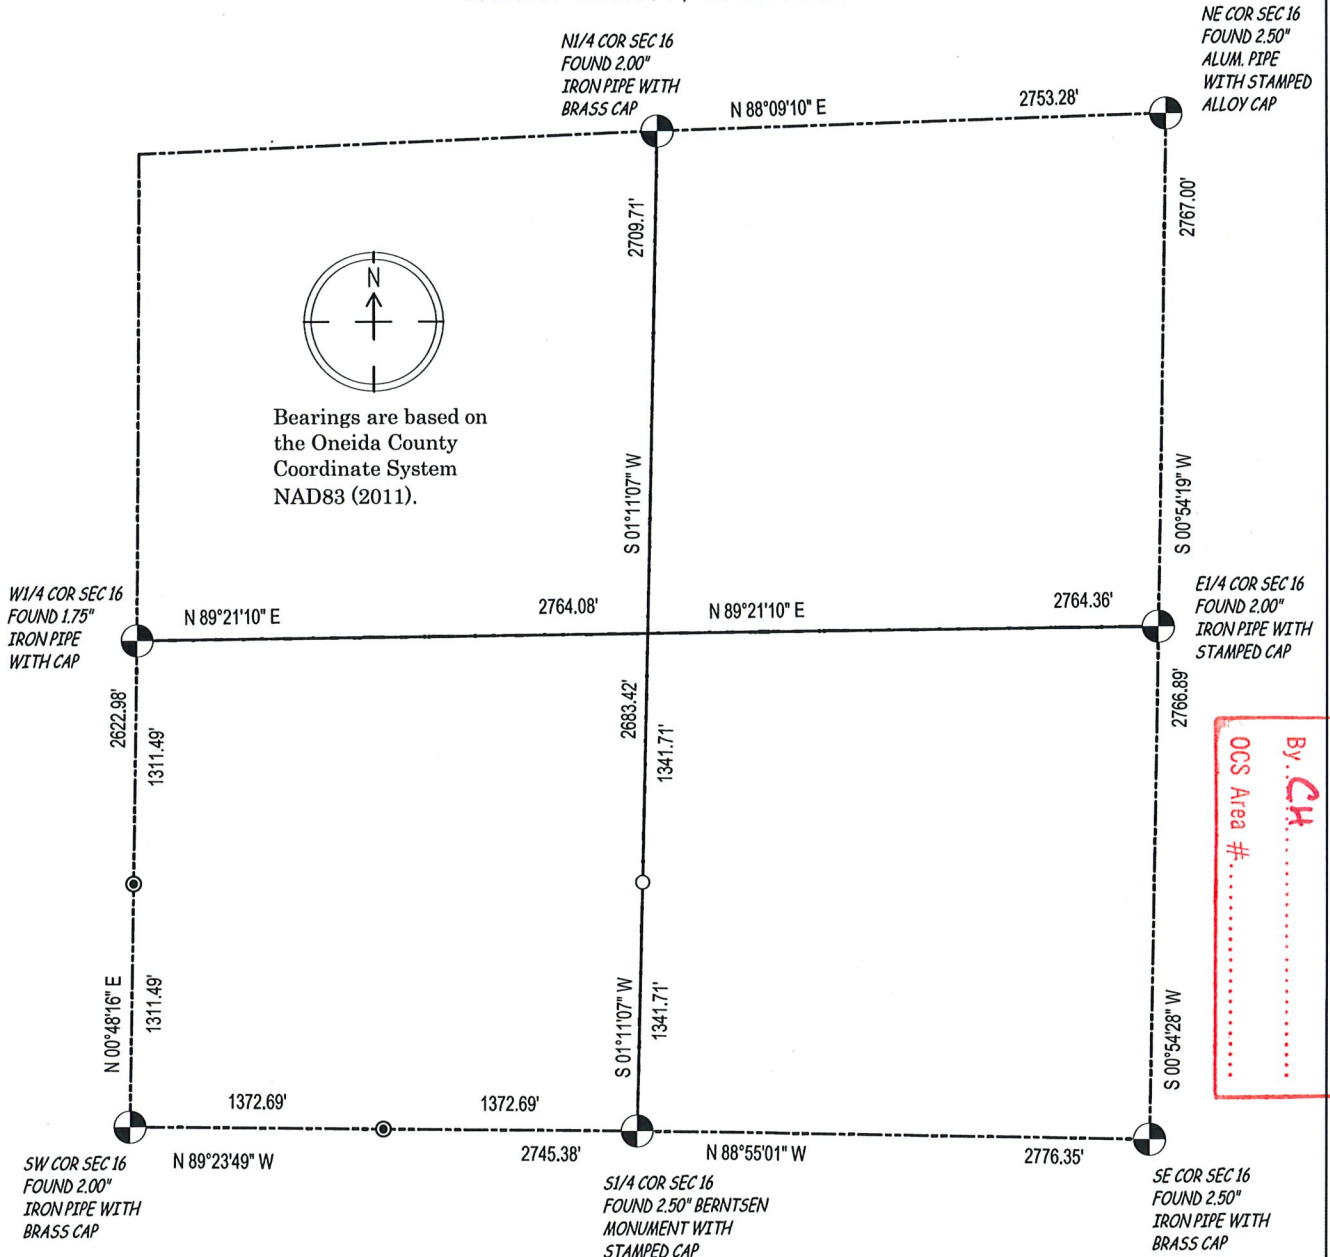 N1/4 COR SEC 16
FOUND 2.00"
IRON PIPE WITH
BRASS CAP
N 88°09'10" E
2753.28'
NE COR SEC 16
FOUND 2.50"
ALUM. PIPE
WITH STAMPED
ALLOY CAP
2709.71'
2767.00'
N
Bearings are based on
the Oneida County
Coordinate System
NAD83 (2011).
S 01°11'07" W
S 00°54'19" W
W1/4 COR SEC 16
FOUND 1.75"
IRON PIPE
WITH CAP
N 89°21'10" E
2764.08'
N 89°21'10" E
2764.36'
E1/4 COR SEC 16
FOUND 2.00"
IRON PIPE WITH
STAMPED CAP
2622.98'
1311.49'
2683.42'
1341.71'
2766.89'
By. CH
OCS Area #
N 00°48'16" E
1311.49'
S 01°11'07" W
1341.71'
S 00°54'28" W
1372.69'
1372.69'
SW COR SEC 16
FOUND 2.00"
IRON PIPE WITH
BRASS CAP
N 89°23'49" W
2745.38'
S1/4 COR SEC 16
FOUND 2.50" BERNTSEN
MONUMENT WITH
STAMPED CAP
N 88°55'01" W
2776.35'
SE COR SEC 16
FOUND 2.50"
IRON PIPE WITH
BRASS CAP